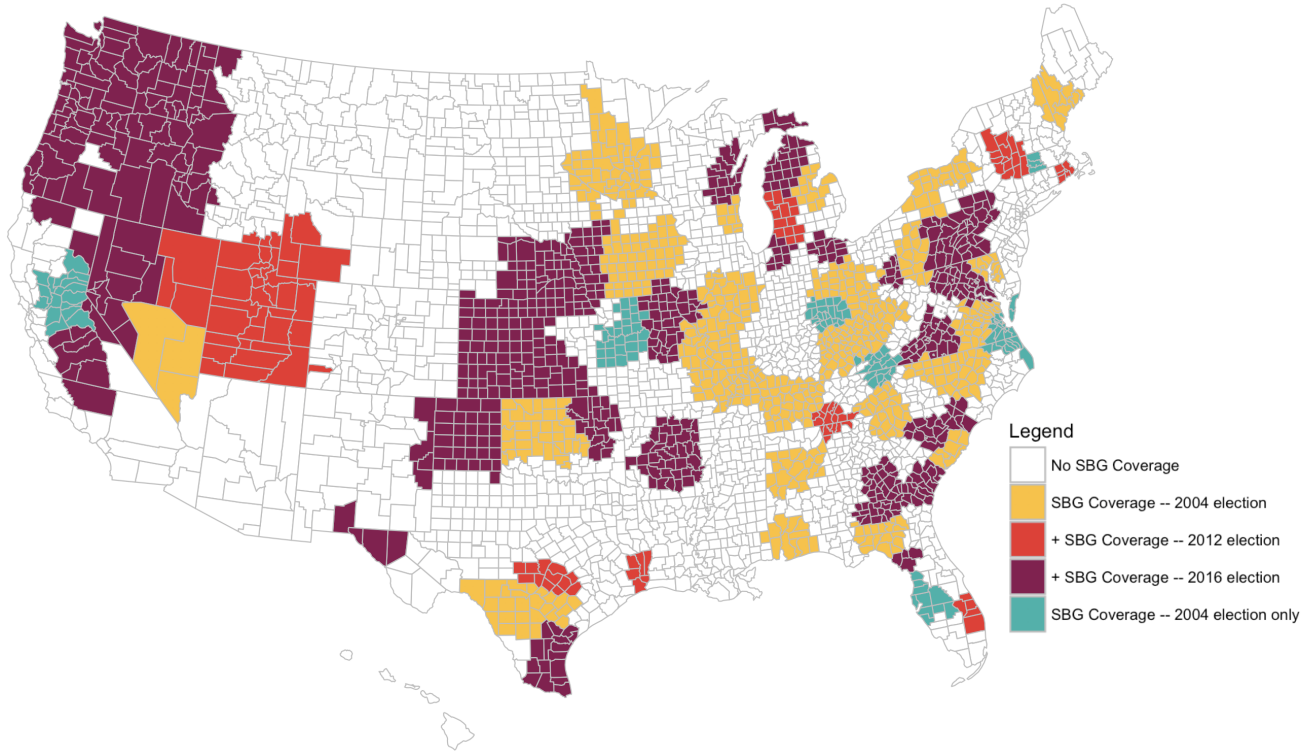 Legend
No SBG Coverage
SBG Coverage -- 2004 election
+ SBG Coverage -- 2012 election
+ SBG Coverage -- 2016 election
SBG Coverage -- 2004 election only